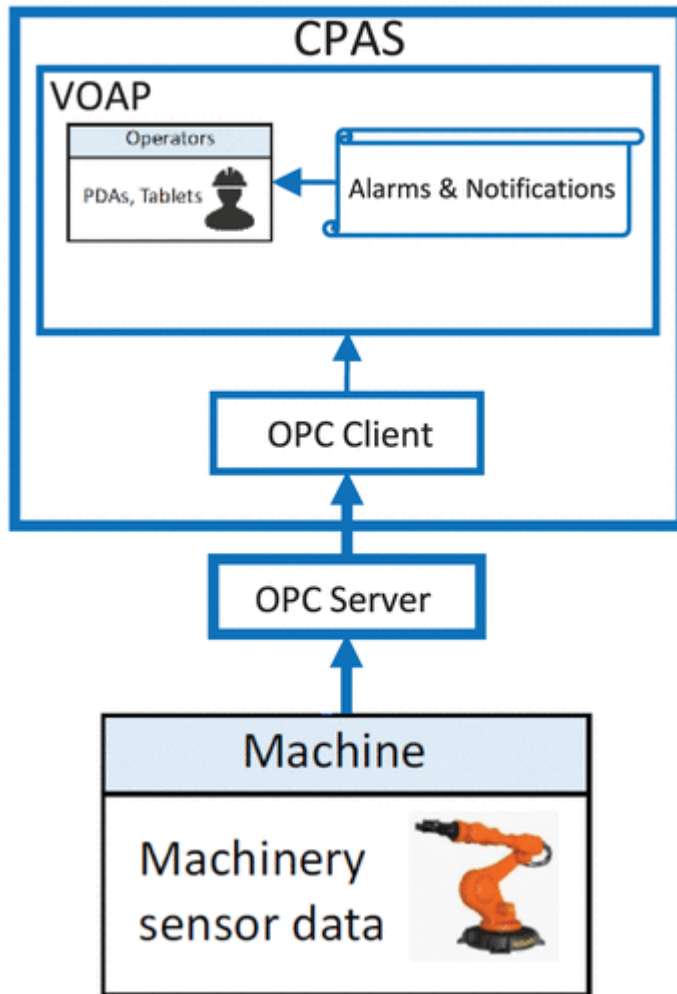 CPAS
VOAP
Operators
PDAs, Tablets
Alarms & Notifications
OPC Client
OPC Server
Machine
Machinery
sensor data